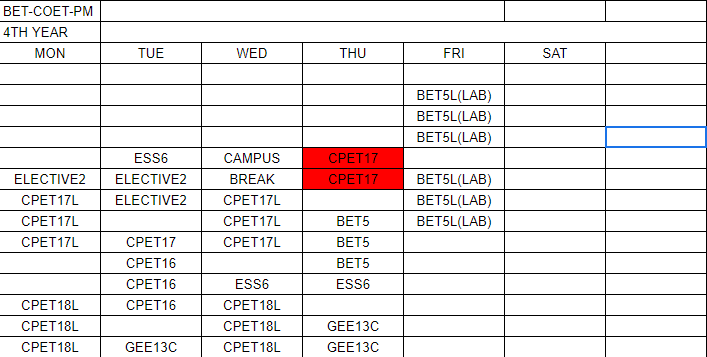 BET-COET-PM
4TH YEAR
MON TUE WED THU FRI SAT
BET5L(LAB)
BET5L(LAB)
BET5L(LAB)
ESS6 CAMPUS CPET17
ELECTIVE2 ELECTIVE2 BREAK CPET17 BET5L(LAB)
CPET17L ELECTIVE2 CPET17L BET5L(LAB)
CPET17L CPET17L BET5 BET5L(LAB)
CPET17L CPET17 CPET17L BET5
CPET16 BET5
CPET16 ESS6 ESS6
CPET18L CPET16 CPET18L
CPET18L CPET18L GEE13C
CPET18L GEE13C CPET18L GEE13C